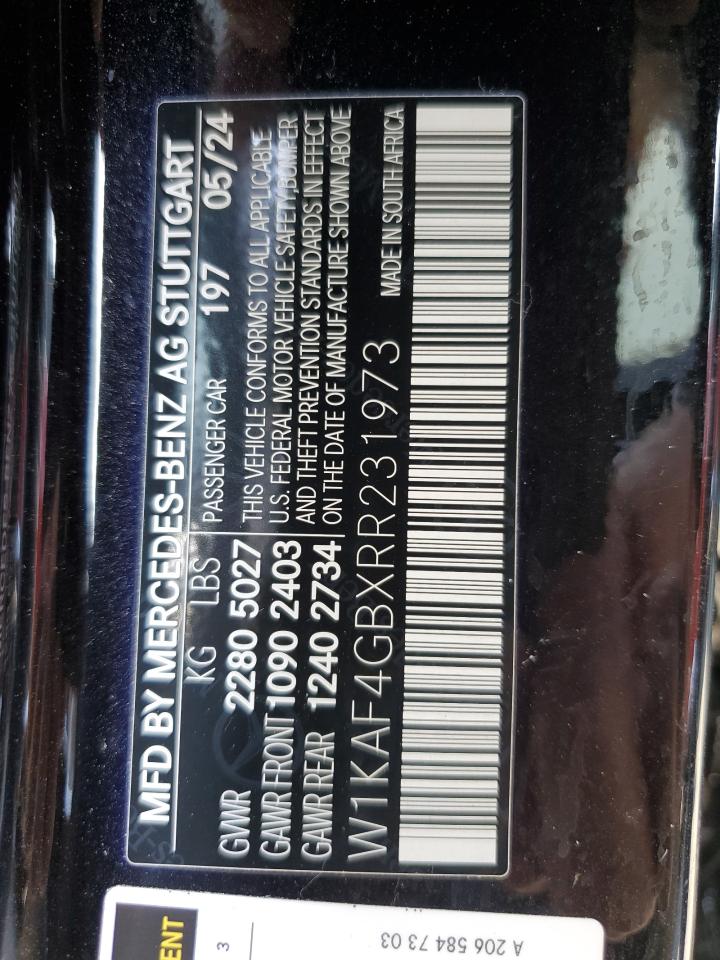 MFD BY MERCEDES-BENZ AG STUTTGART
KG LBS PASSENGER CAR 197 05/24
GWR 2280 5027
GAWR FRONT 1090 2403
GAWR REAR 1240 2734
THIS VEHICLE CONFORMS TO ALL APPLICABLE
U.S. FEDERAL MOTOR VEHICLE SAFETY, BUMPER
AND THEFT PREVENTION STANDARDS IN EFFECT
ON THE DATE OF MANUFACTURE SHOWN ABOVE
W1KAF4GBXRR231973 MADE IN SOUTH AFRICA
ENT
3
A 206 584 73 03